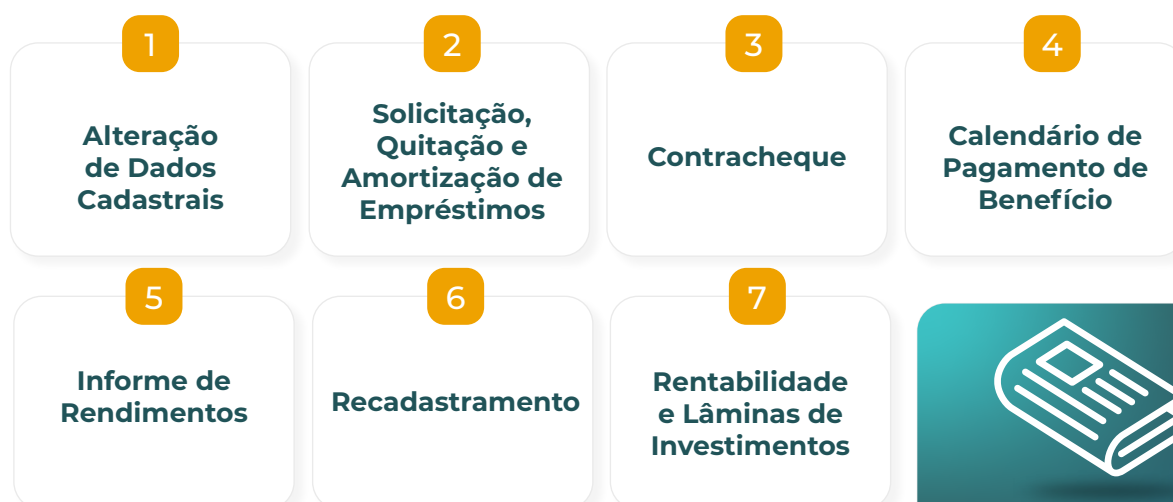 1
Alteração
de Dados
Cadastrais
2
Solicitação,
Quitação e
Amortização de
Empréstimos
3
Contracheque
4
Calendário de
Pagamento de
Benefício
5
Informe de
Rendimentos
6
Recadastramento
7
Rentabilidade
e Lâminas de
Investimentos